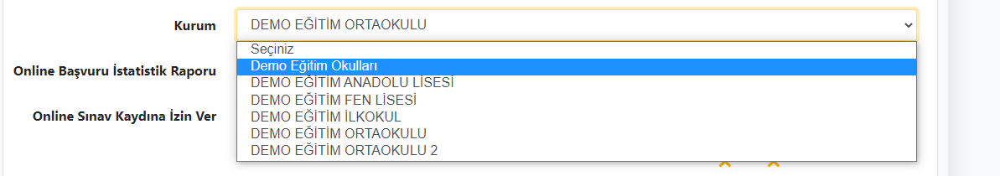 Kurum
DEMO EĞİTİM ORTAOKULU
Seçiniz
Online Başvuru İstatistik Raporu
Demo Eğitim Okulları
DEMO EĞİTİM ANADOLU LİSESİ
DEMO EĞİTİM FEN LİSESİ
Online Sınav Kaydına İzin Ver
DEMO EĞİTİM İLKOKUL
DEMO EĞİTİM ORTAOKULU
DEMO EĞİTİM ORTAOKULU 2